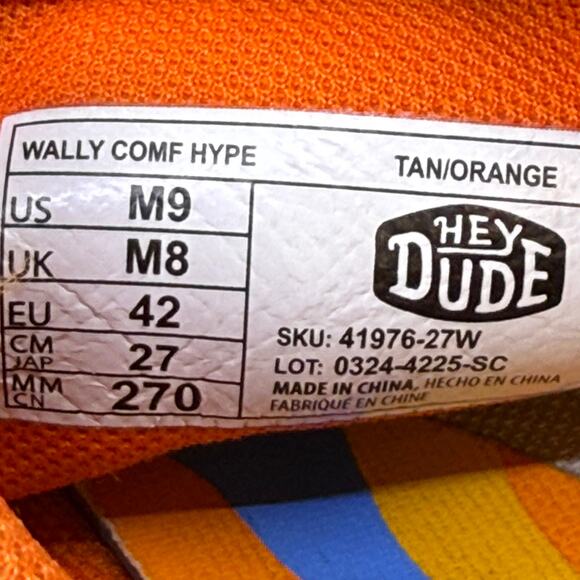 WALLY COMF HYPE TAN/ORANGE
US M9
UK M8
EU 42
CM JAP 27
MM CN 270
HEY DUDE
SKU: 41976-27W
LOT: 0324-4225-SC
MADE IN CHINA, HECHO EN CHINA
FABRIQUÉ EN CHINE